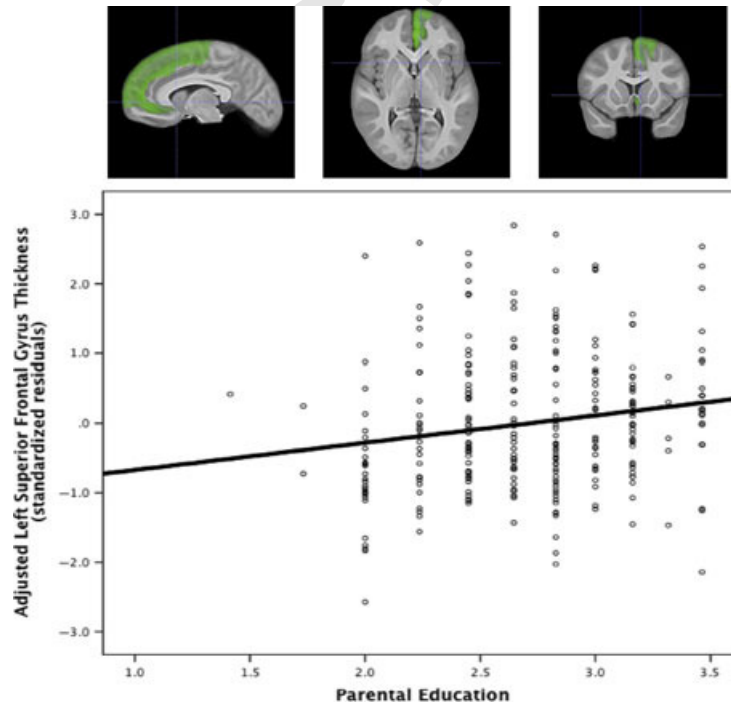 3.0
2.0
1.0
.0
−1.0
−2.0
−3.0
Adjusted Left Superior Frontal Gyrus Thickness
(standardized residuals)
1.0 1.5 2.0 2.5 3.0 3.5
Parental Education